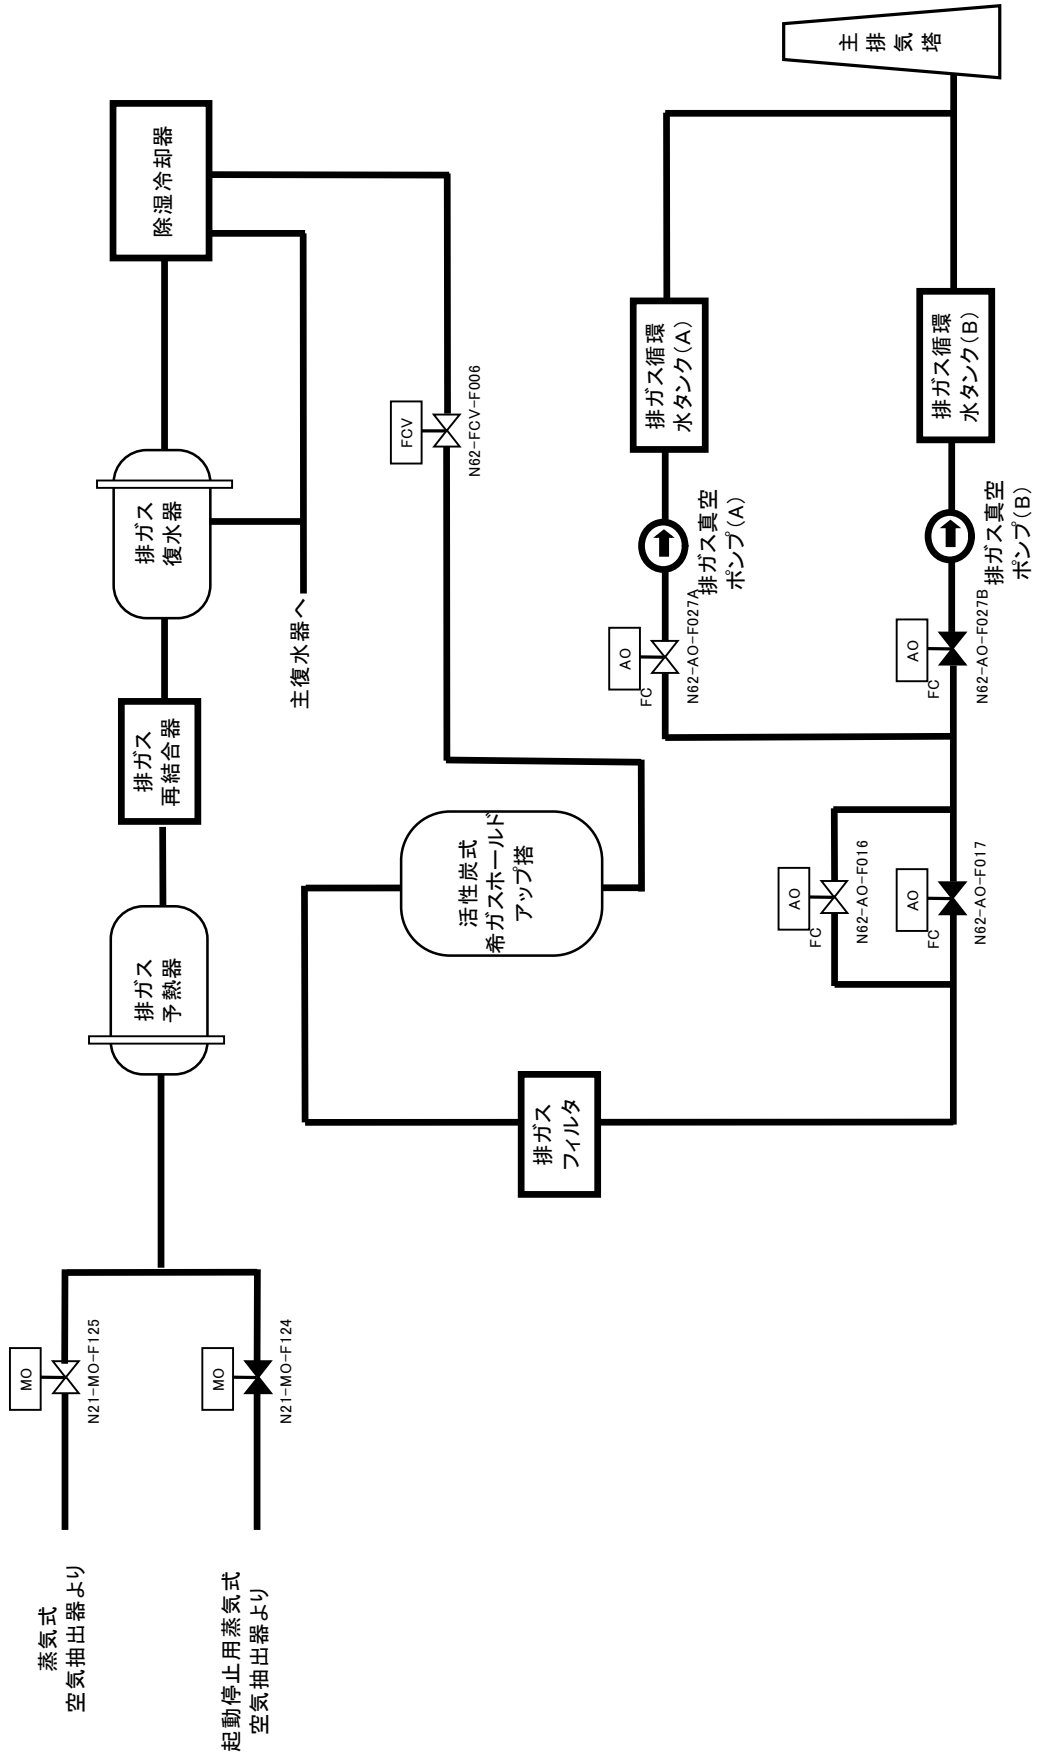 蒸気式
空気抽出器より
MO
N21-MO-F125
起動停止用蒸気式
空気抽出器より
MO
N21-MO-F124
排ガス
予熱器
排ガス
再結合器
排ガス
復水器
除湿冷却器
主復水器へ
FCV
N62-FCV-F006
活性炭式
希ガスホールド
アップ搭
排ガス
フィルタ
AO
FC
N62-AO-F016
AO
FC
N62-AO-F017
AO
FC
N62-AO-F027A
排ガス真空
ポンプ(A)
排ガス循環
水タンク(A)
AO
FC
N62-AO-F027B
排ガス真空
ポンプ(B)
排ガス循環
水タンク(B)
主排気塔